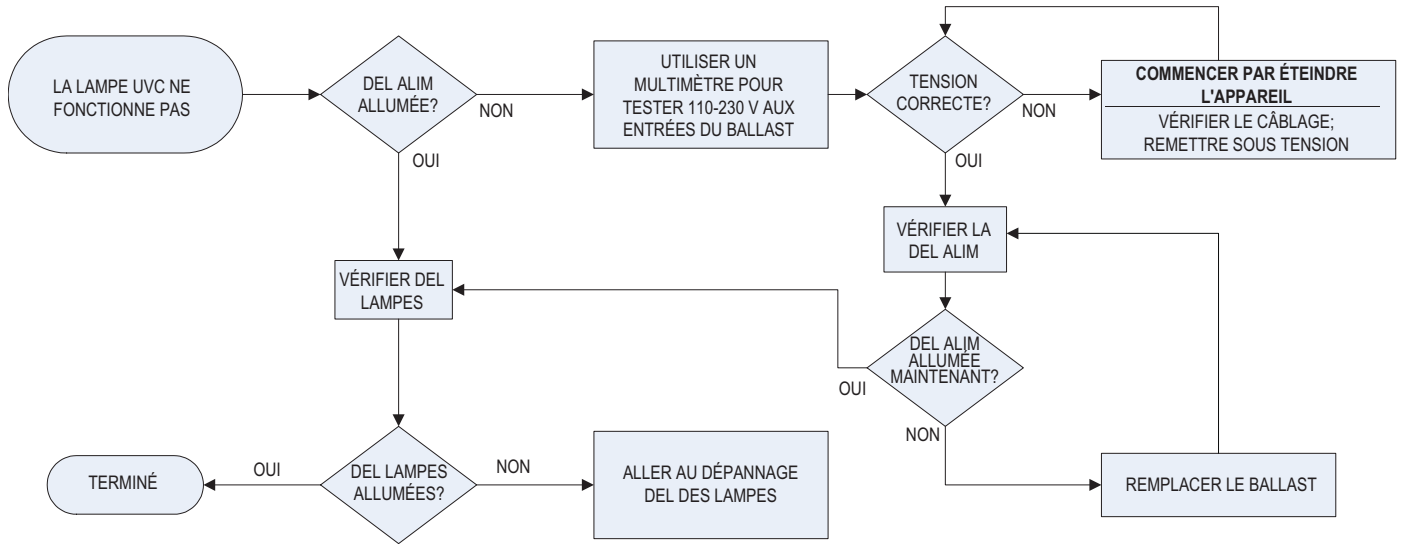 LA LAMPE UVC NE
FONCTIONNE PAS
DEL ALIM
ALLUMÉE?
NON
OUI
UTILISER UN
MULTIMÈTRE POUR
TESTER 110-230 V AUX
ENTRÉES DU BALLAST
TENSION
CORRECTE?
NON
OUI
COMMENCER PAR ÉTEINDRE
L'APPAREIL
VÉRIFIER LE CÂBLAGE;
REMETTRE SOUS TENSION
VÉRIFIER LA
DEL ALIM
VÉRIFIER DEL
LAMPES
DEL ALIM
ALLUMÉE
MAINTENANT?
OUI
NON
TERMINÉ
OUI
DEL LAMPES
ALLUMÉES?
NON
ALLER AU DÉPANNAGE
DEL DES LAMPES
REMPLACER LE BALLAST